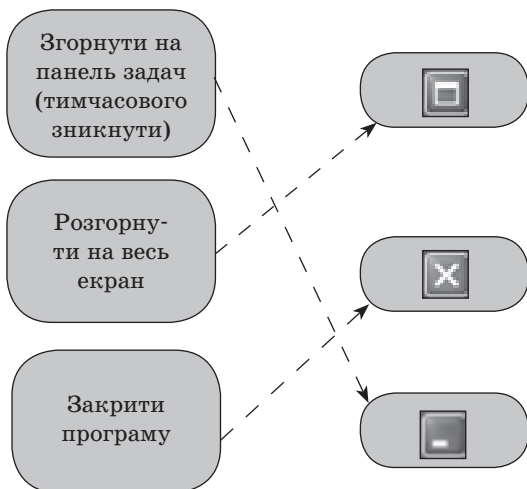 Згорнути на
панель задач
(тимчасового
зникнути)
Розгорну-
ти на весь
екран
Закрити
програму